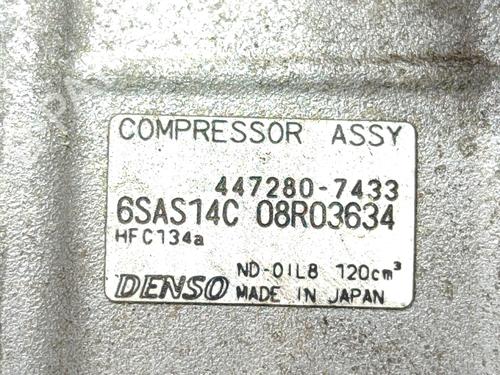 COMPRESSOR ASSY
447280-7433
6SAS14C 08R03634
HFC134a
ND-OIL8 120cm³
DENSO MADE IN JAPAN